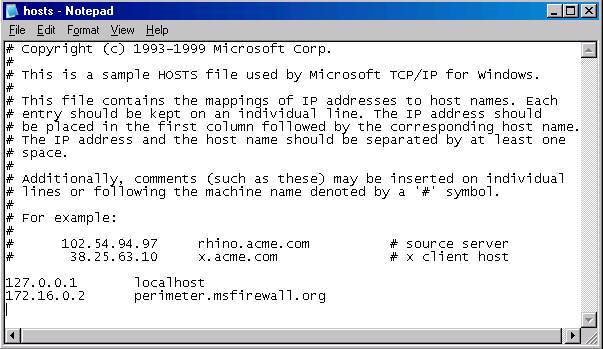 hosts - Notepad
File Edit Format View Help
# Copyright (c) 1993-1999 Microsoft Corp.
#
# This is a sample HOSTS file used by Microsoft TCP/IP for Windows.
#
# This file contains the mappings of IP addresses to host names. Each
# entry should be kept on an individual line. The IP address should
# be placed in the first column followed by the corresponding host name.
# The IP address and the host name should be separated by at least one
# space.
#
# Additionally, comments (such as these) may be inserted on individual
# lines or following the machine name denoted by a '#' symbol.
#
# For example:
#
#      102.54.94.97     rhino.acme.com          # source server
#       38.25.63.10     x.acme.com              # x client host

127.0.0.1       localhost
172.16.0.2      perimeter.msfirewall.org